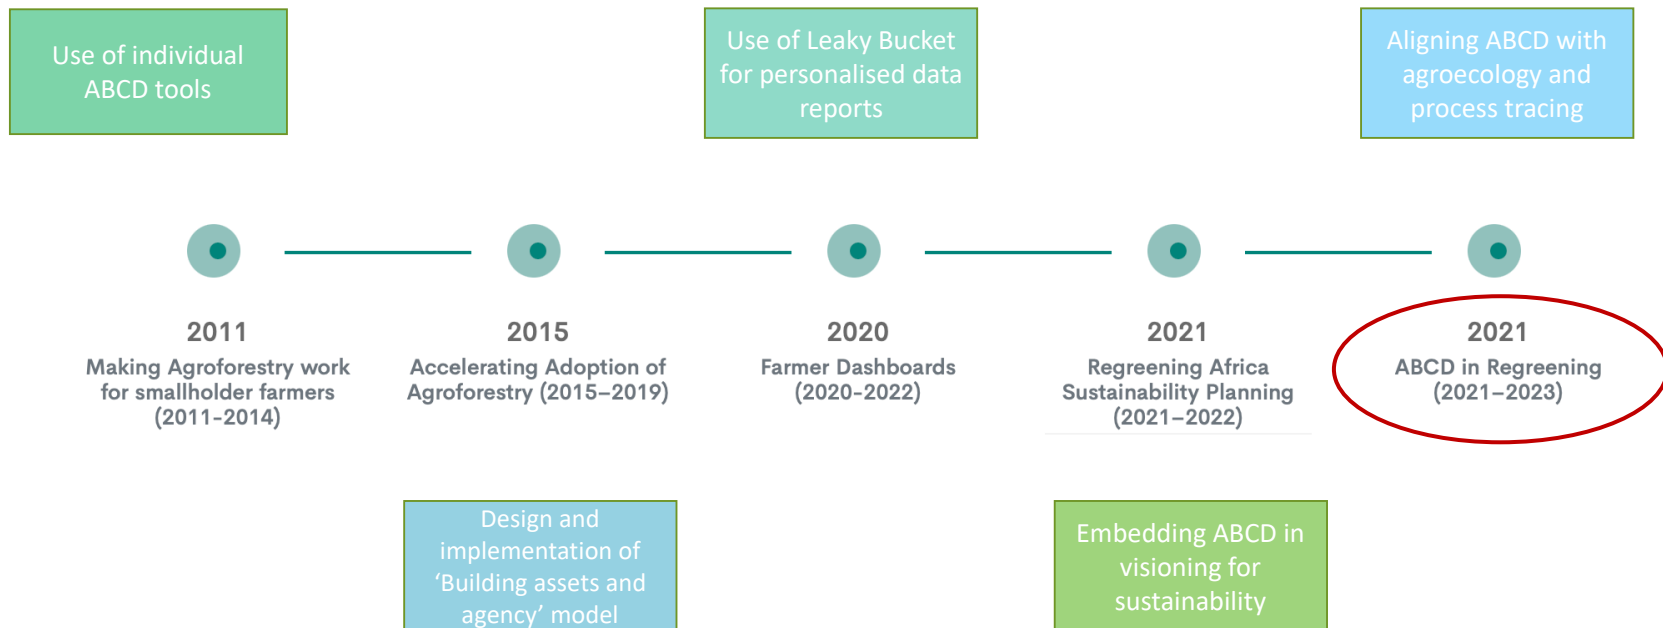 Use of individual
ABCD tools
Use of Leaky Bucket
for personalised data
reports
Aligning ABCD with
agroecology and
process tracing
2011
Making Agroforestry work
for smallholder farmers
(2011-2014)
2015
Accelerating Adoption of
Agroforestry (2015–2019)
2020
Farmer Dashboards
(2020-2022)
2021
Regreening Africa
Sustainability Planning
(2021–2022)
2021
ABCD in Regreening
(2021–2023)
Design and
implementation of
‘Building assets and
agency’ model
Embedding ABCD in
visioning for
sustainability